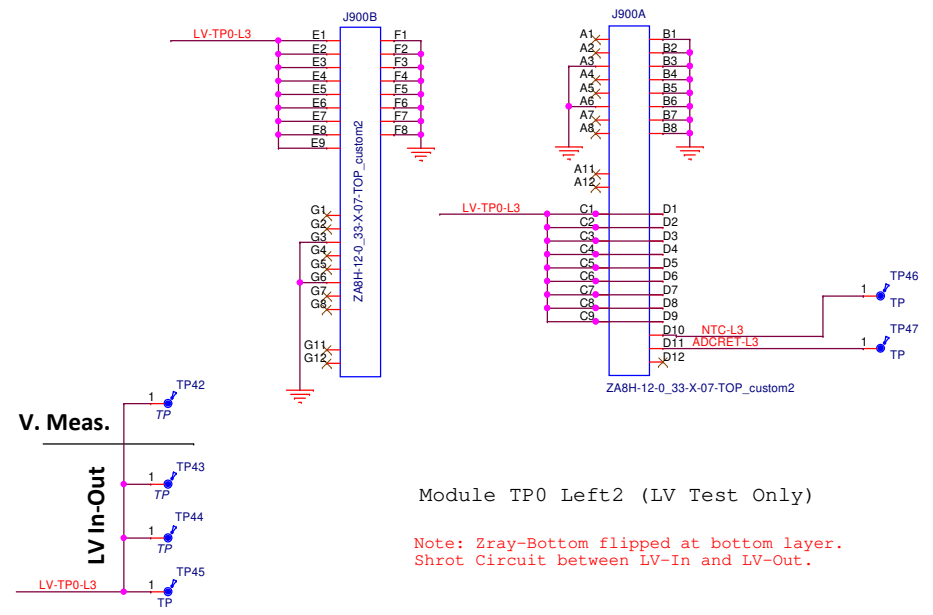 J900B
LV-TP0-L3
E1
E2
E3
E4
E5
E6
E7
E8
E9
F1
F2
F3
F4
F5
F6
F7
F8
G1
G2
G3
G4
G5
G6
G7
G8
G11
G12
ZA8H-12-0_33-X-07-TOP_custom2
J900A
A1
A2
A3
A4
A5
A6
A7
A8
A11
A12
B1
B2
B3
B4
B5
B6
B7
B8
LV-TP0-L3
C1
C2
C3
C4
C5
C6
C7
C8
C9
D1
D2
D3
D4
D5
D6
D7
D8
D9
D10 NTC-L3
D11 ADCRET-L3
D12
1 TP46
TP
1 TP47
TP
ZA8H-12-0_33-X-07-TOP_custom2
V. Meas.
LV In-Out
1 TP42
TP
1 TP43
TP
1 TP44
TP
LV-TP0-L3
1 TP45
TP
Module TP0 Left2 (LV Test Only)
Note: Zray-Bottom flipped at bottom layer.
Shrot Circuit between LV-In and LV-Out.